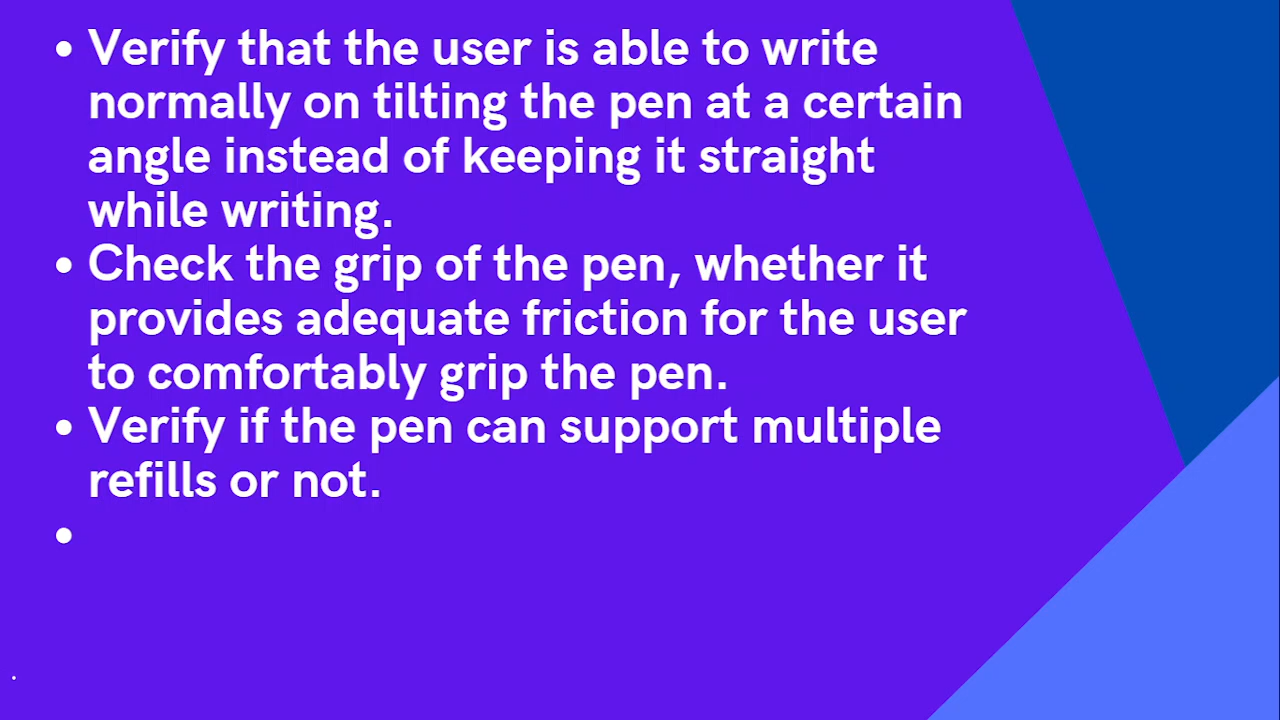 • Verify that the user is able to write
normally on tilting the pen at a certain
angle instead of keeping it straight
while writing.
• Check the grip of the pen, whether it
provides adequate friction for the user
to comfortably grip the pen.
• Verify if the pen can support multiple
refills or not.
•
.